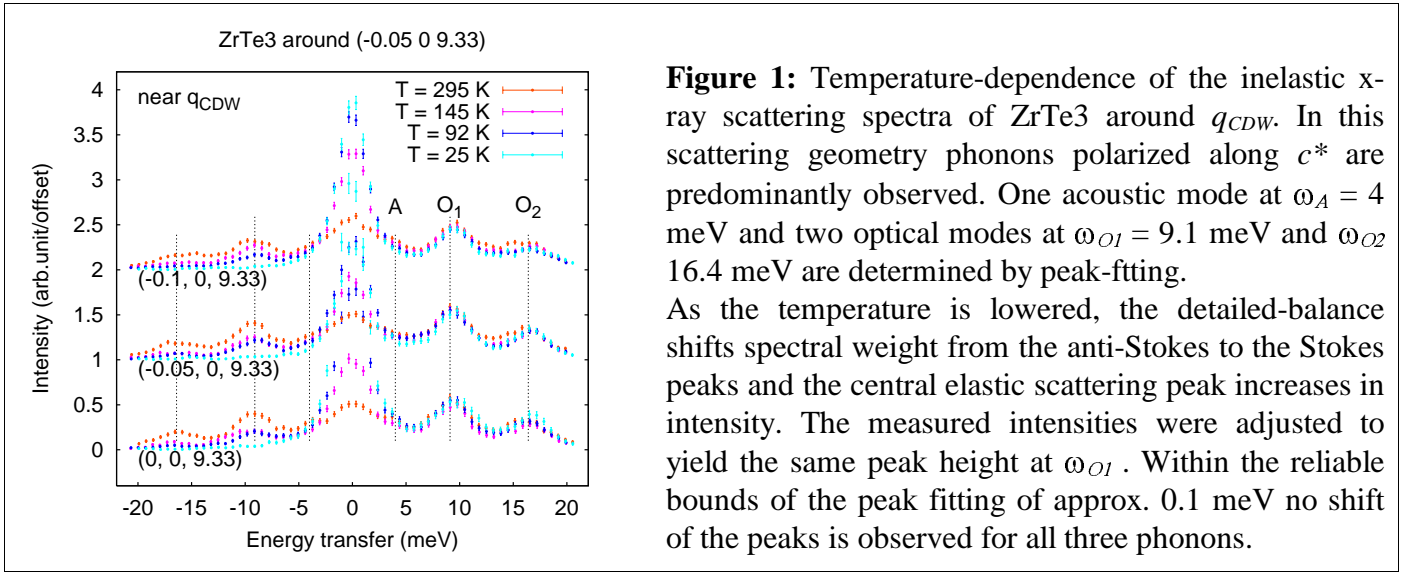 ZrTe3 around (-0.05 0 9.33)
near qCDW
T = 295 K
T = 145 K
T = 92 K
T = 25 K
A
O1
O2
(-0.1, 0, 9.33)
(-0.05, 0, 9.33)
(0, 0, 9.33)
4
3.5
3
2.5
2
1.5
1
0.5
0
Intensity (arb.unit/offset)
-20 -15 -10 -5 0 5 10 15 20
Energy transfer (meV)
Figure 1: Temperature-dependence of the inelastic x-
ray scattering spectra of ZrTe3 around qCDW. In this
scattering geometry phonons polarized along c* are
predominantly observed. One acoustic mode at ωA = 4
meV and two optical modes at ωO1 = 9.1 meV and ωO2
16.4 meV are determined by peak-ftting.
As the temperature is lowered, the detailed-balance
shifts spectral weight from the anti-Stokes to the Stokes
peaks and the central elastic scattering peak increases in
intensity. The measured intensities were adjusted to
yield the same peak height at ωO1 . Within the reliable
bounds of the peak fitting of approx. 0.1 meV no shift
of the peaks is observed for all three phonons.